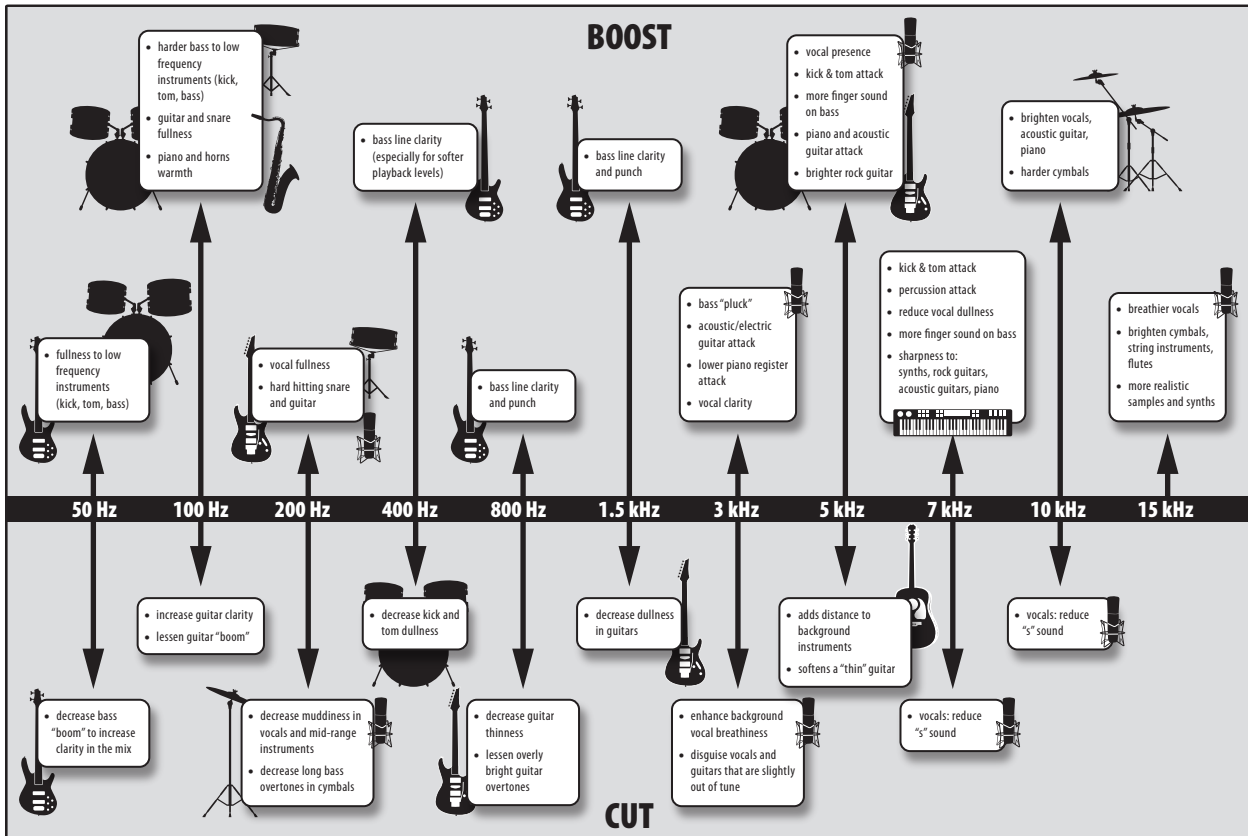 BOOST
• harder bass to low
frequency
instruments (kick,
tom, bass)
• guitar and snare
fullness
• piano and horns
warmth
• bass line clarity
(especially for softer
playback levels)
• bass line clarity
and punch
• vocal presence
• kick & tom attack
• more finger sound
on bass
• piano and acoustic
guitar attack
• brighter rock guitar
• brighten vocals,
acoustic guitar,
piano
• harder cymbals
• fullness to low
frequency
instruments
(kick, tom, bass)
• vocal fullness
• hard hitting snare
and guitar
• bass line clarity
and punch
• bass “pluck”
• acoustic/electric
guitar attack
• lower piano register
attack
• vocal clarity
• kick & tom attack
• percussion attack
• reduce vocal dullness
• more finger sound on bass
• sharpness to:
synths, rock guitars,
acoustic guitars, piano
• breathier vocals
• brighten cymbals,
string instruments,
flutes
• more realistic
samples and synths
50 Hz 100 Hz 200 Hz 400 Hz 800 Hz 1.5 kHz 3 kHz 5 kHz 7 kHz 10 kHz 15 kHz
• increase guitar clarity
• lessen guitar “boom”
• decrease kick and
tom dullness
• decrease dullness
in guitars
• adds distance to
background
instruments
• softens a “thin” guitar
• vocals: reduce
“s” sound
• decrease bass
“boom” to increase
clarity in the mix
• decrease muddiness in
vocals and mid-range
instruments
• decrease long bass
overtones in cymbals
• decrease guitar
thinness
• lessen overly
bright guitar
overtones
• enhance background
vocal breathiness
• disguise vocals and
guitars that are slightly
out of tune
• vocals: reduce
“s” sound
CUT